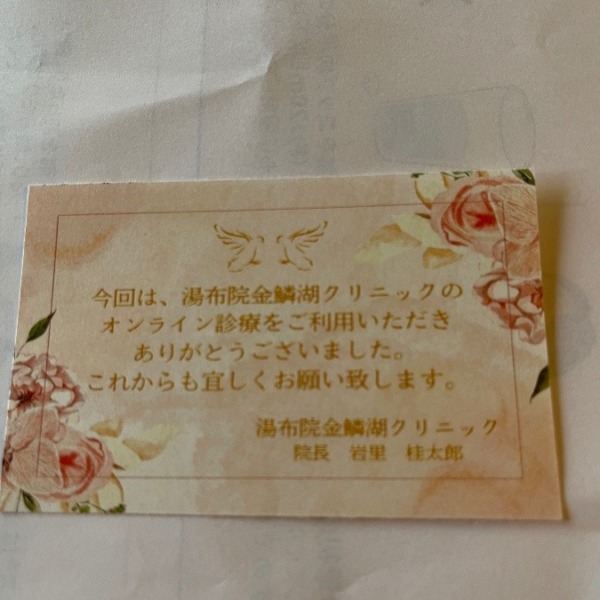 今回は、湯布院金鱗湖クリニックの
オンライン診療をご利用いただき
ありがとうございました。
これからも宜しくお願い致します。
湯布院金鱗湖クリニック
院長　岩里　桂太郎